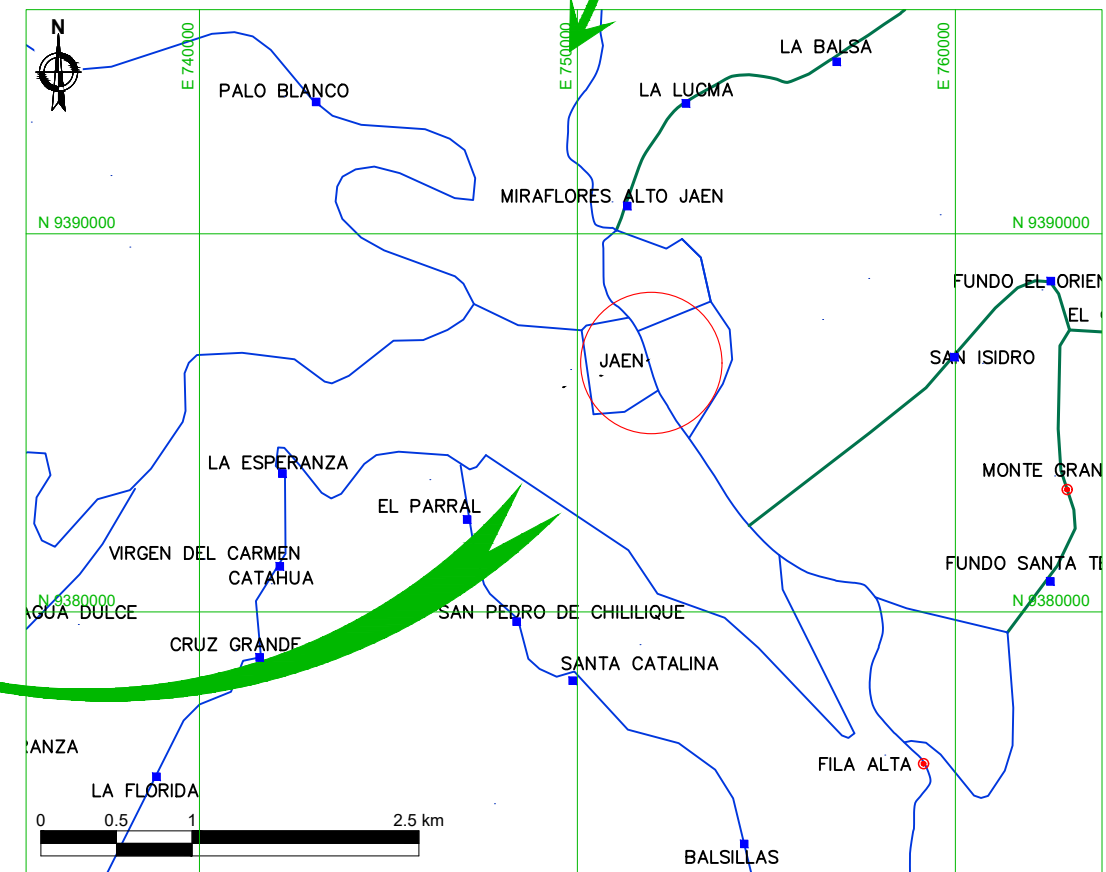 N
E 740000
E 750000
E 760000
LA BALSA
PALO BLANCO
LA LUCMA
MIRAFLORES ALTO JAEN
N 9390000
N 9390000
FUNDO EL ORIEN
EL
JAEN
SAN ISIDRO
LA ESPERANZA
MONTE GRAN
EL PARRAL
VIRGEN DEL CARMEN
CATAHUA
FUNDO SANTA TE
N 9380000
N 9380000
AGUA DULCE
SAN PEDRO DE CHILILIQUE
CRUZ GRANDE
SANTA CATALINA
RANZA
FILA ALTA
LA FLORIDA
0 0.5 1 2.5 km
BALSILLAS